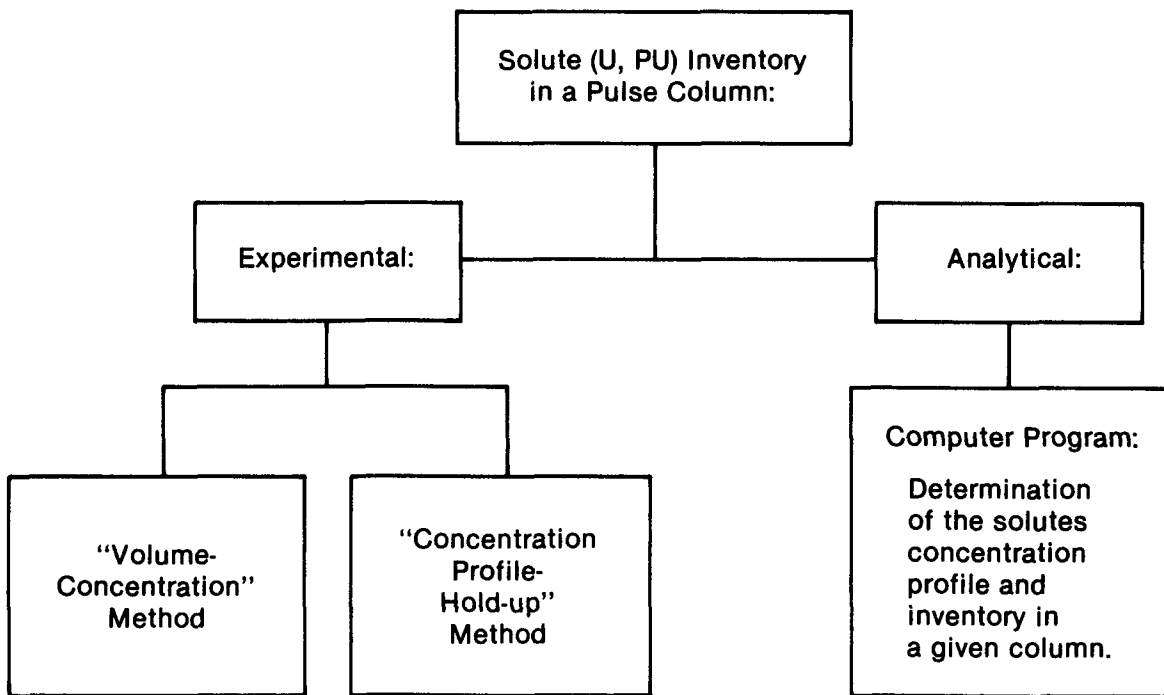 Solute (U, PU) Inventory
in a Pulse Column:
Experimental:
Analytical:
"Volume-
Concentration"
Method
"Concentration
Profile-
Hold-up"
Method
Computer Program:
Determination
of the solutes
concentration
profile and
inventory in
a given column.